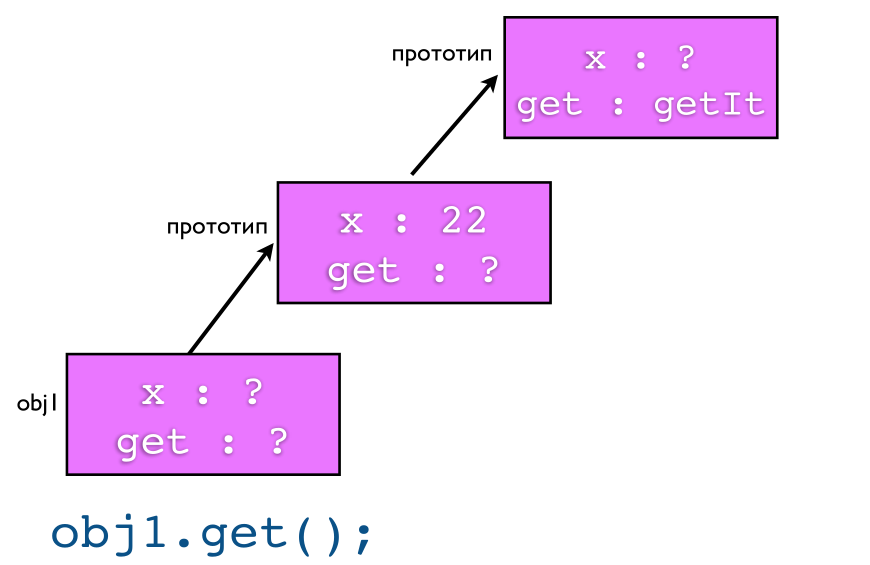 прототип
x : ?
get : getIt
прототип
x : 22
get : ?
obj1
x : ?
get : ?
obj1.get();